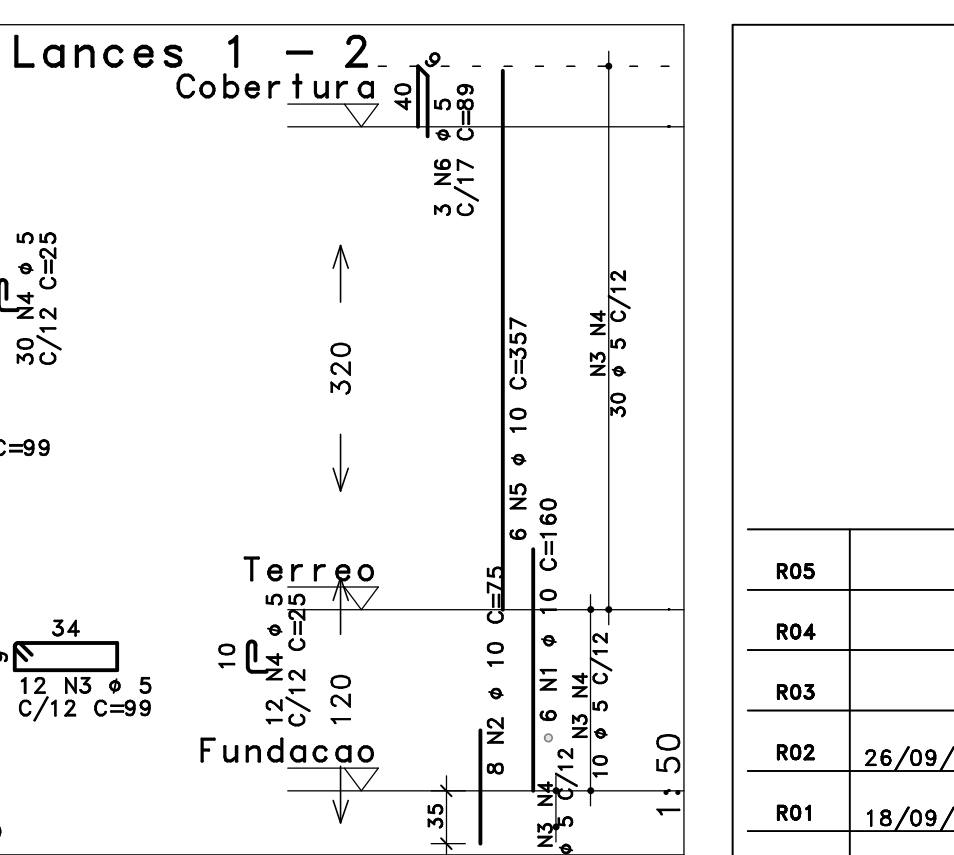 Lances 1 - 2
Cobertura
40
9
3 N6 ø 5
C/17 C=89
30 N4 ø 5
C/12 C=25
320
6 N5 ø 10 C=357
N3 N4
30 ø 5 C/12
C=99
Terreo
34
9
12 N3 ø 5
C/12 C=99
10
12 N4 ø 5
C/12 C=25
120
8 N2 ø 10 C=75
6 N1 ø 10 C=160
N3 N4
10 ø 5 C/12
Fundacao
35
N3 N4
ø 5 C/12
1:50
R05
R04
R03
R02 26/09/
R01 18/09/